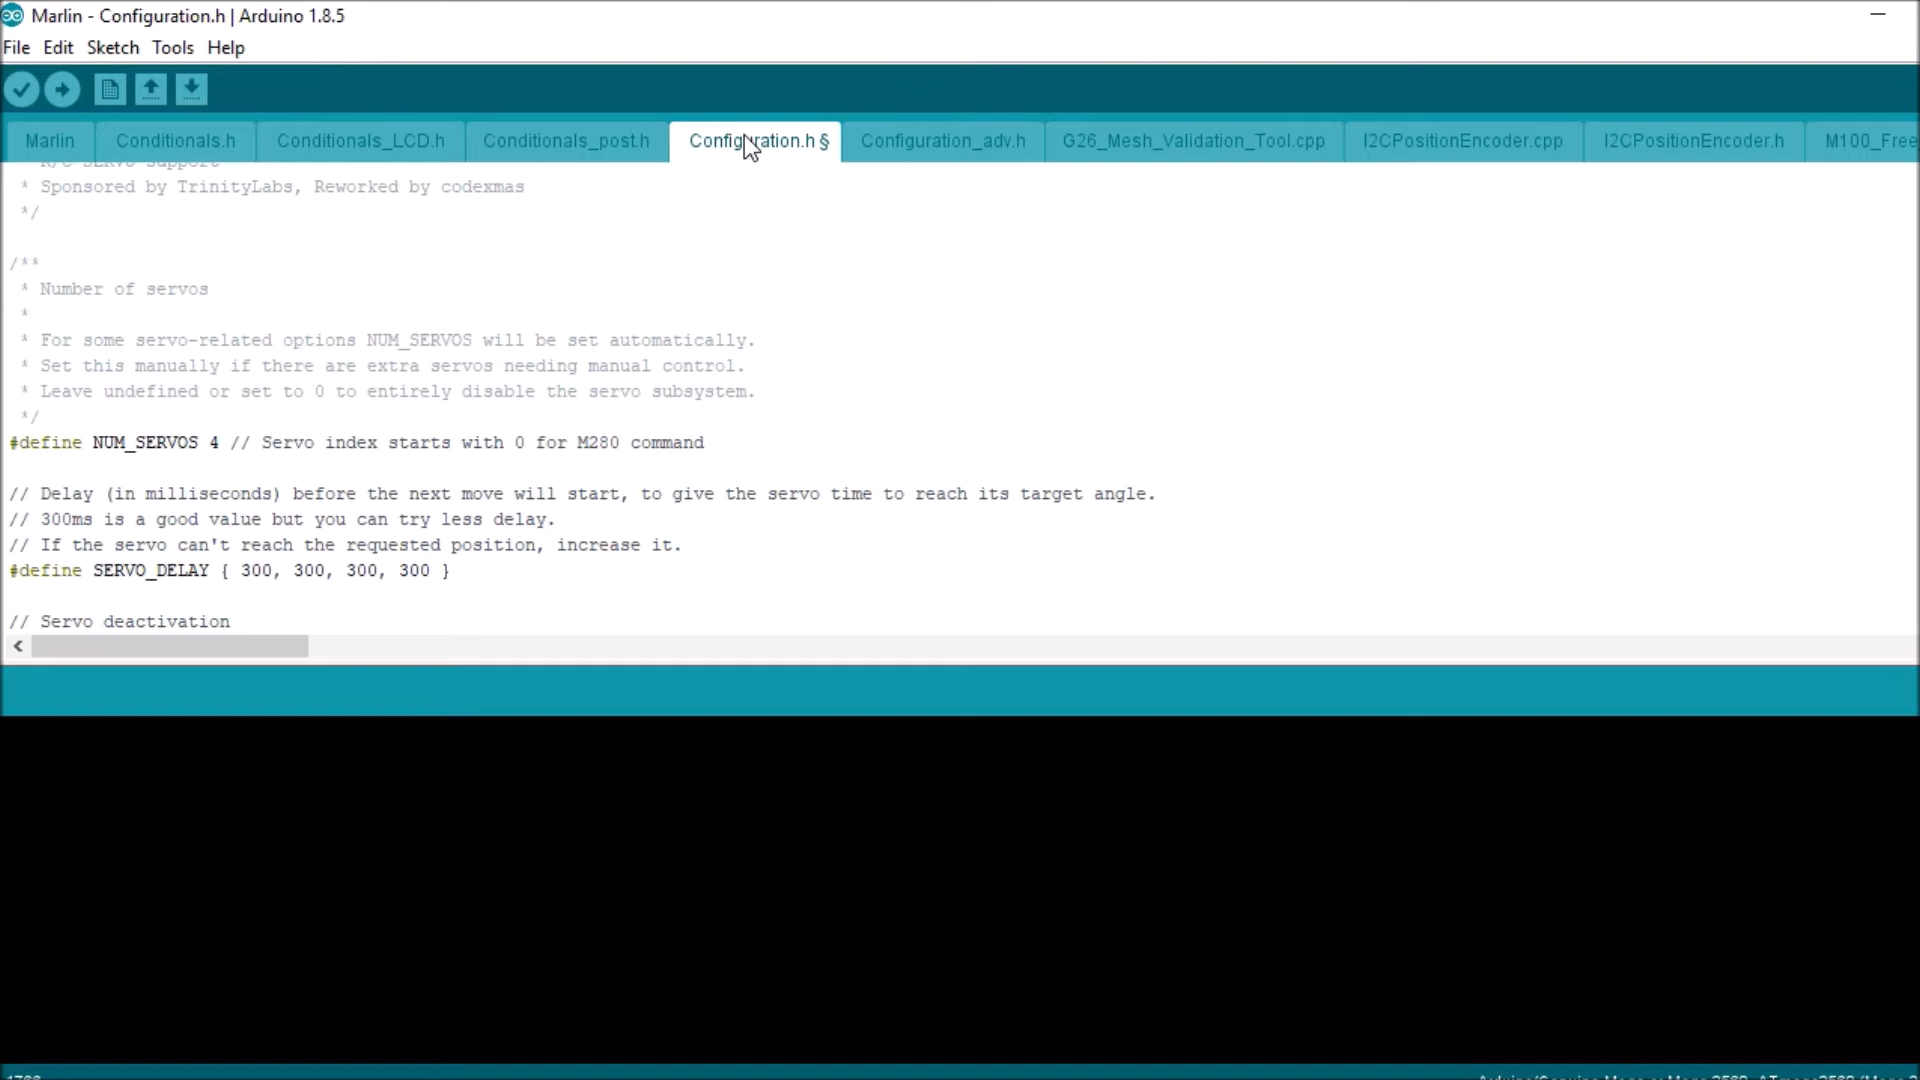 Marlin - Configuration.h | Arduino 1.8.5
File Edit Sketch Tools Help
Marlin Conditionals.h Conditionals_LCD.h Conditionals_post.h Configuration.h § Configuration_adv.h G26_Mesh_Validation_Tool.cpp I2CPositionEncoder.cpp I2CPositionEncoder.h M100_Free
R/C SERVO support
* Sponsored by TrinityLabs, Reworked by codexmas
*/
/**
* Number of servos
*
* For some servo-related options NUM_SERVOS will be set automatically.
* Set this manually if there are extra servos needing manual control.
* Leave undefined or set to 0 to entirely disable the servo subsystem.
*/
#define NUM_SERVOS 4 // Servo index starts with 0 for M280 command
// Delay (in milliseconds) before the next move will start, to give the servo time to reach its target angle.
// 300ms is a good value but you can try less delay.
// If the servo can't reach the requested position, increase it.
#define SERVO_DELAY { 300, 300, 300, 300 }
// Servo deactivation